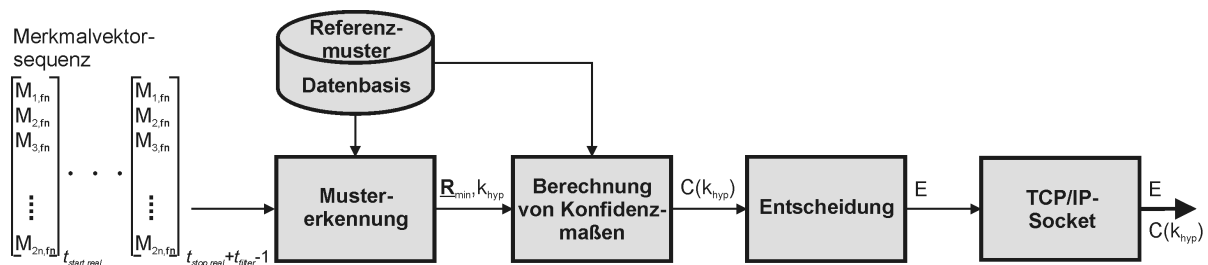 Merkmalvektor-
sequenz
M1,fn
M2,fn
M3,fn
M2n,fn
tstart,real
. . .
M1,fn
M2,fn
M3,fn
M2n,fn
tstop,real+tfilter-1
Referenz-
muster
Datenbasis
Muster-
erkennung
Rmin,khyp
Berechnung
von Konfidenz-
maßen
C(khyp)
Entscheidung
E
TCP/IP-
Socket
E
C(khyp)